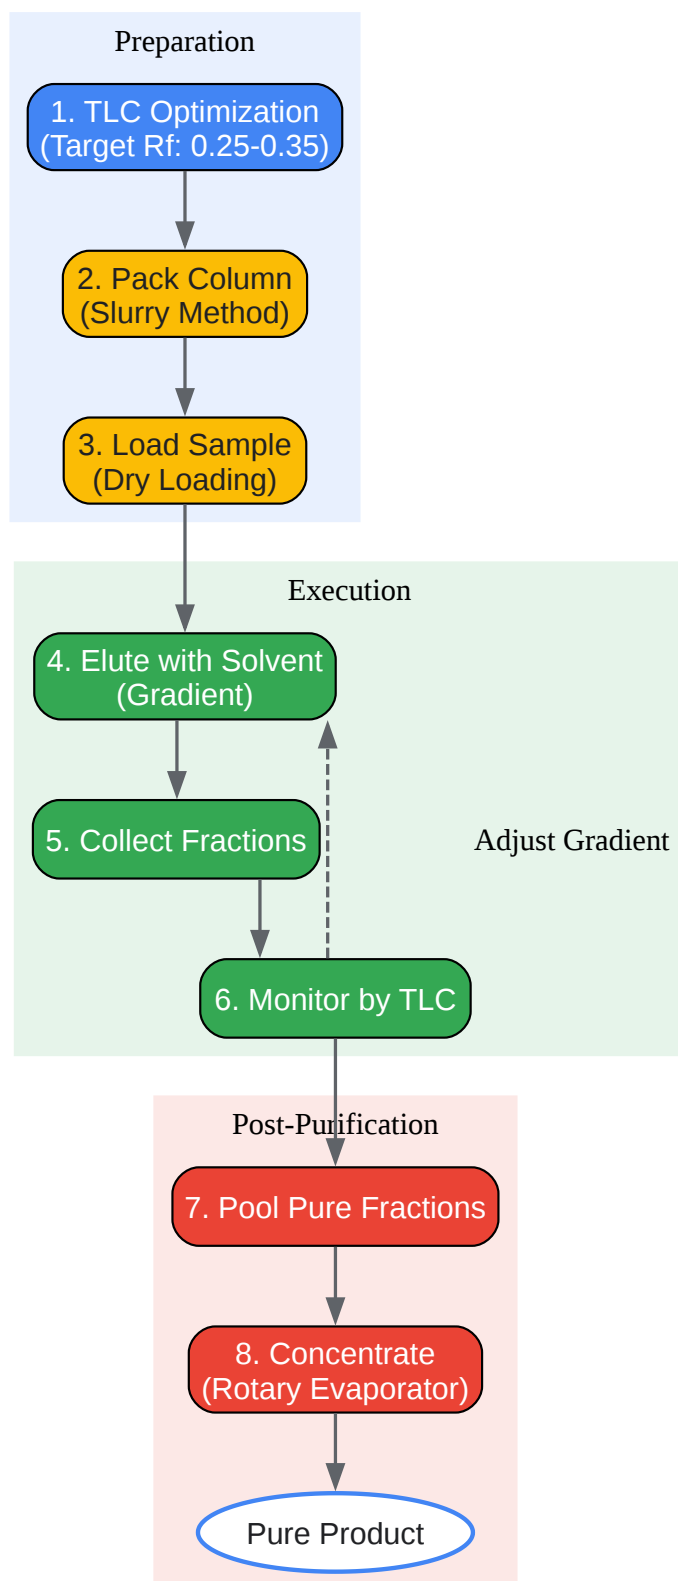 Preparation
1. TLC Optimization
(Target Rf: 0.25-0.35)
2. Pack Column
(Slurry Method)
3. Load Sample
(Dry Loading)
Execution
4. Elute with Solvent
(Gradient)
5. Collect Fractions
Adjust Gradient
6. Monitor by TLC
Post-Purification
7. Pool Pure Fractions
8. Concentrate
(Rotary Evaporator)
Pure Product